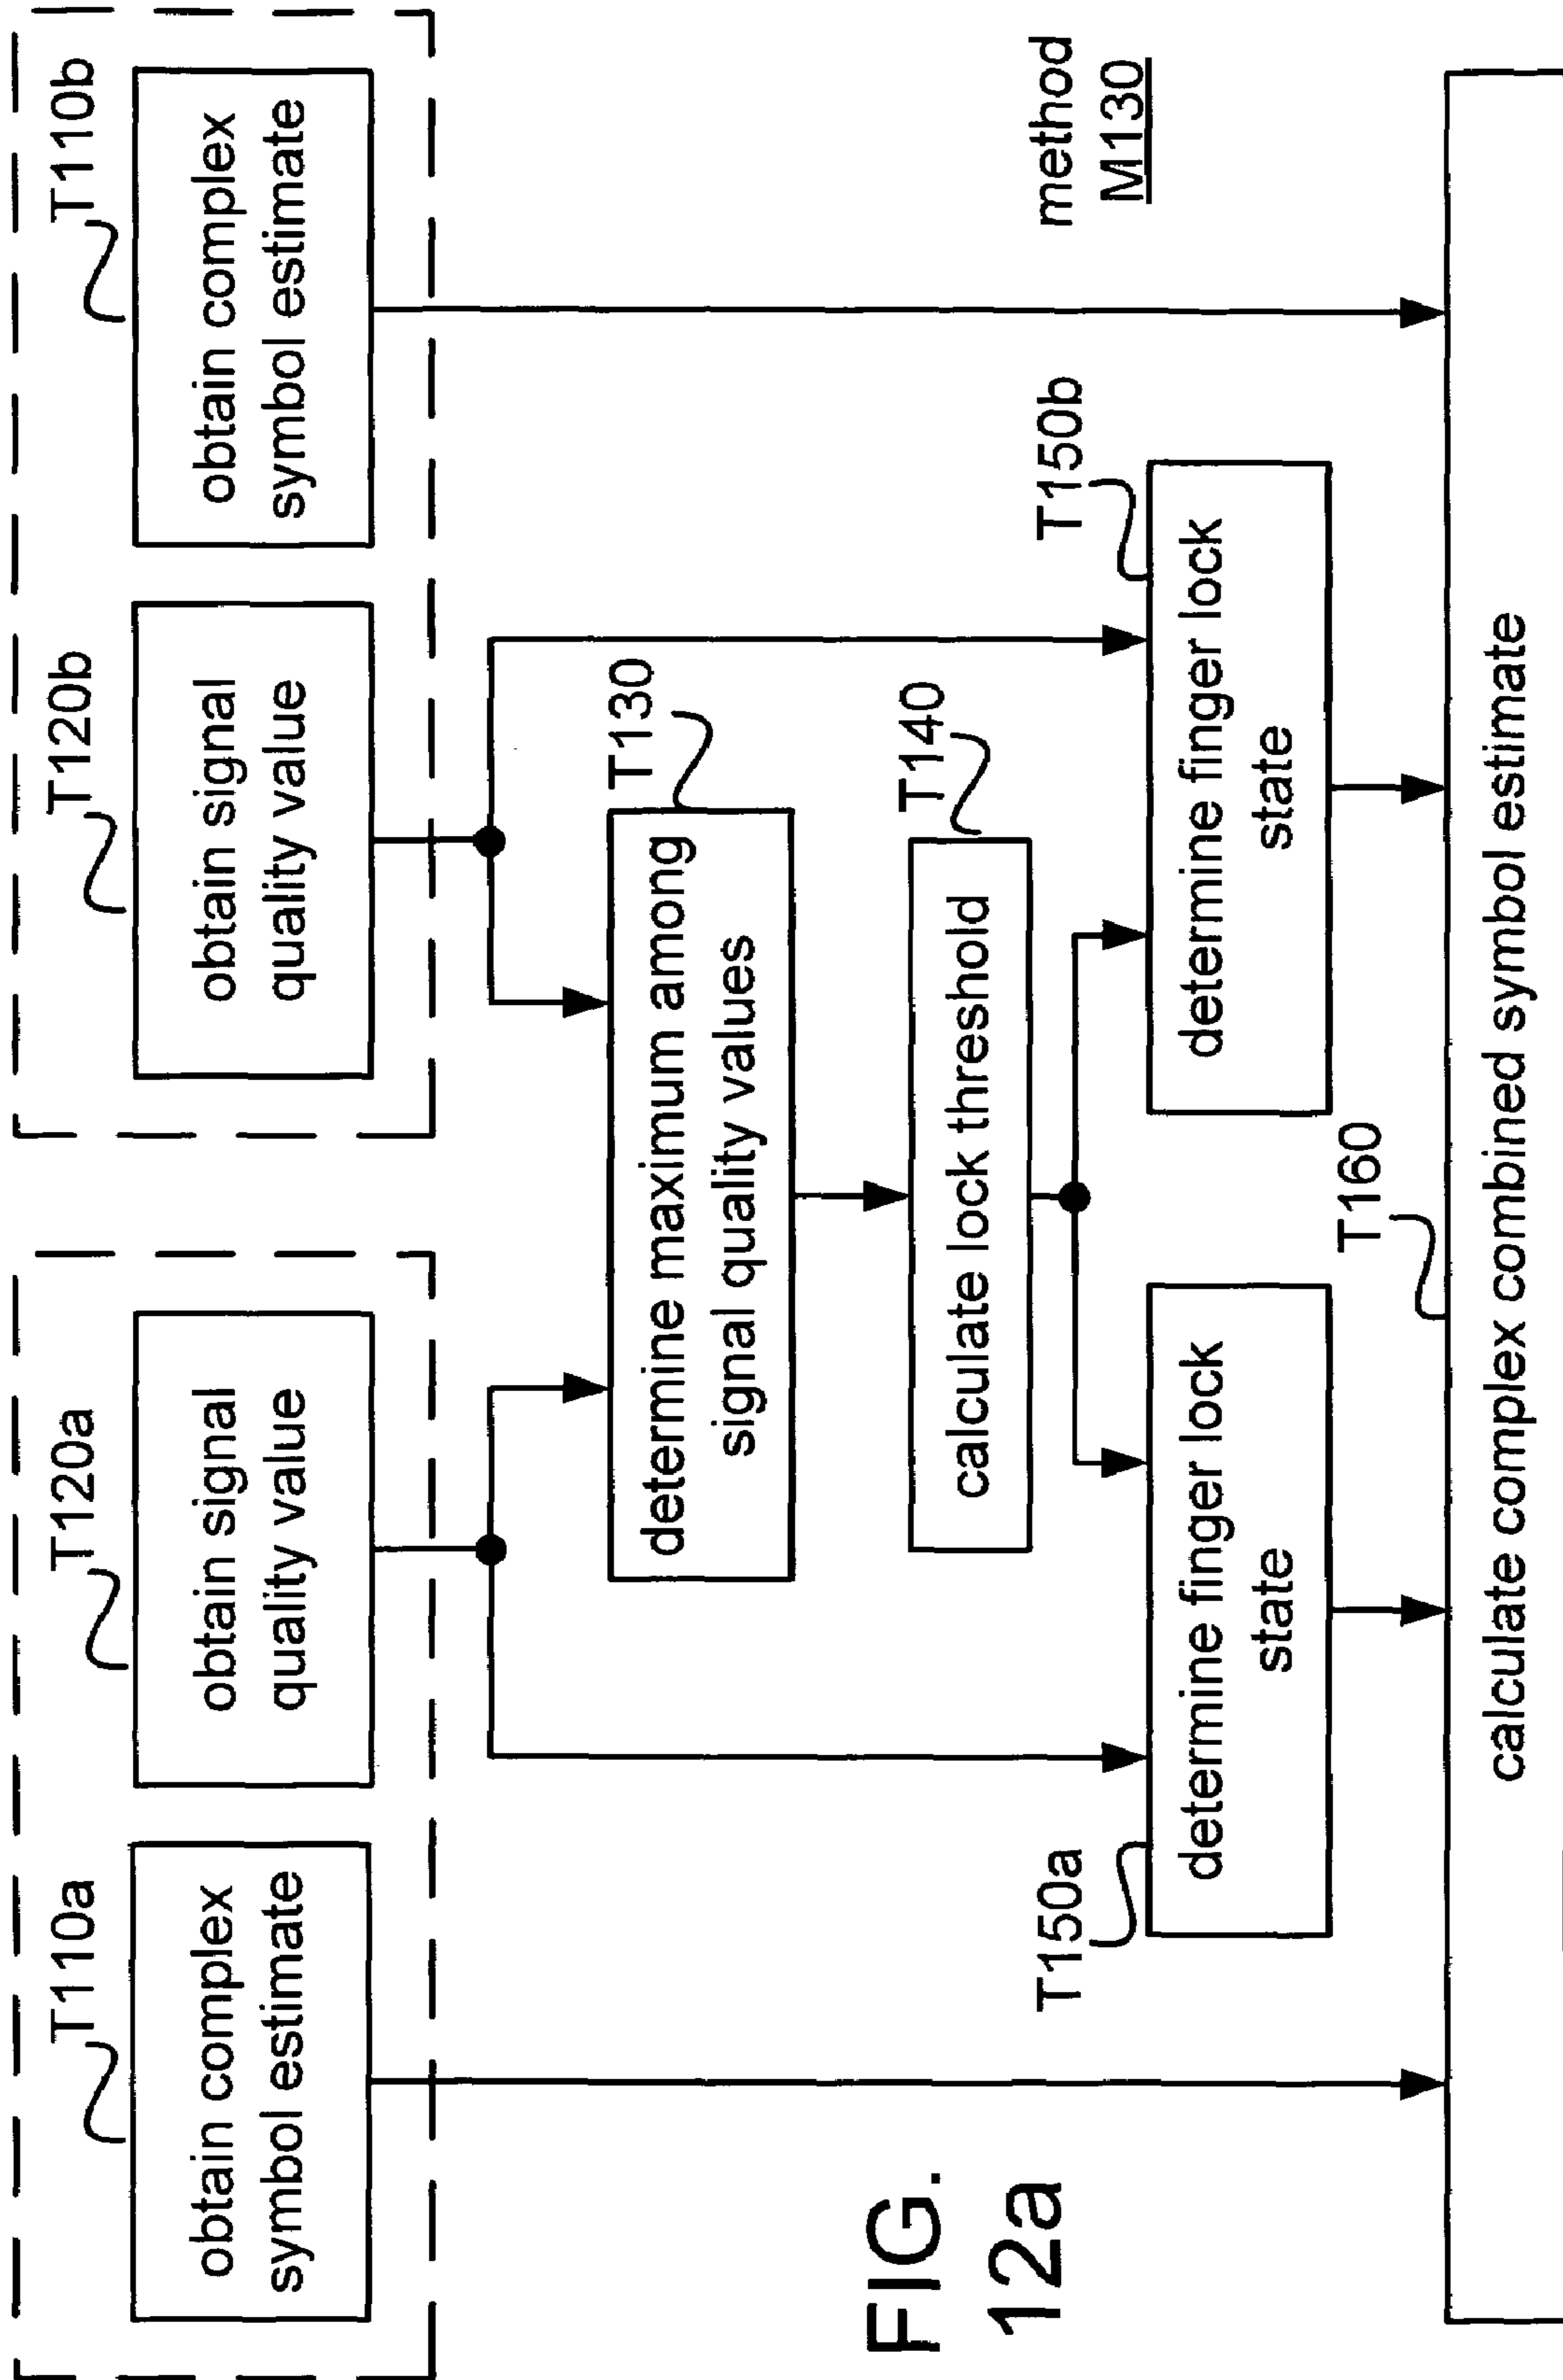 T110a
T120a
T120b
T110b
obtain complex
symbol estimate
obtain signal
quality value
obtain signal
quality value
obtain complex
symbol estimate
T130
determine maximum among
signal quality values
T140
calculate lock threshold
FIG.
12a
method
M130
T150a
T150b
determine finger lock
state
determine finger lock
state
T160
calculate complex combined symbol estimate